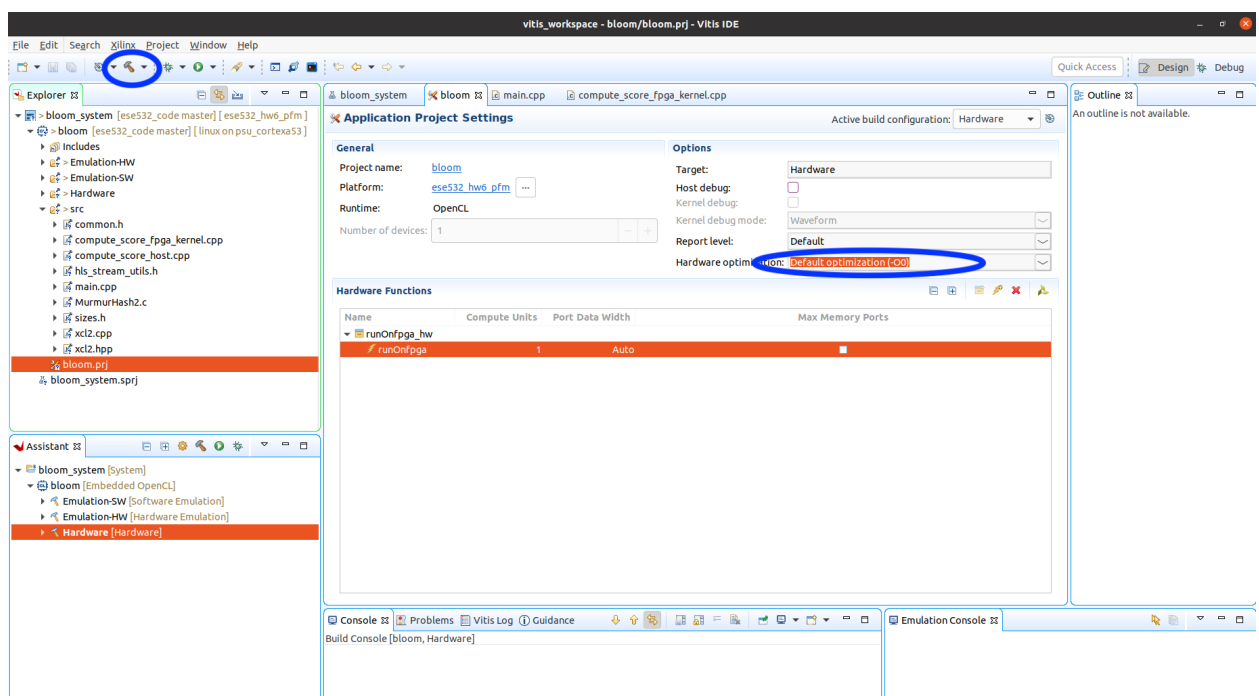 vitis_workspace - bloom/bloom.prj - Vitis IDE
File Edit Search Xilinx Project Window Help
Quick Access Design Debug
Explorer
> bloom_system [ese532_code master] [ ese532_hw6_pfm ]
> bloom [ese532_code master] [ linux on psu_cortexa53 ]
Includes
> Emulation-HW
> Emulation-SW
> Hardware
> src
common.h
compute_score_fpga_kernel.cpp
compute_score_host.cpp
hls_stream_utils.h
main.cpp
MurmurHash2.c
sizes.h
xcl2.cpp
xcl2.hpp
bloom.prj
bloom_system.sprj
Assistant
bloom_system [System]
bloom [Embedded OpenCL]
Emulation-SW [Software Emulation]
Emulation-HW [Hardware Emulation]
Hardware [Hardware]
bloom_system bloom main.cpp compute_score_fpga_kernel.cpp
Application Project Settings
Active build configuration: Hardware
General
Project name: bloom
Platform: ese532_hw6_pfm ...
Runtime: OpenCL
Number of devices: 1
Options
Target: Hardware
Host debug:
Kernel debug:
Kernel debug mode: Waveform
Report level: Default
Hardware optimization: Default optimization (-O0)
Hardware Functions
Name Compute Units Port Data Width Max Memory Ports
runOnfpga_hw
runOnfpga 1 Auto
Console Problems Vitis Log Guidance
Build Console [bloom, Hardware]
Emulation Console
Outline
An outline is not available.